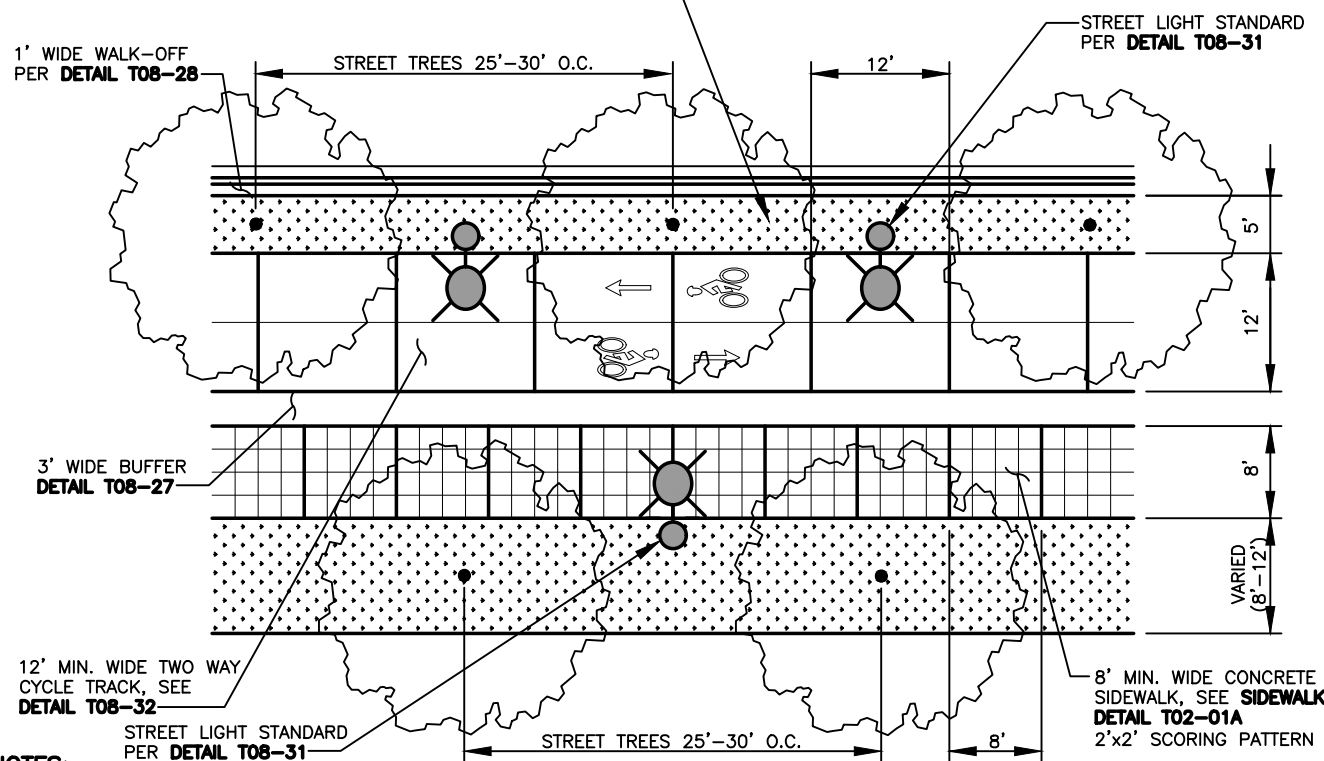 STREET LIGHT STANDARD
PER DETAIL T08-31
1' WIDE WALK-OFF
PER DETAIL T08-28
STREET TREES 25'-30' O.C.
12'
5'
12'
3' WIDE BUFFER
DETAIL T08-27
8'
VARIED
(8'-12')
12' MIN. WIDE TWO WAY
CYCLE TRACK, SEE
DETAIL T08-32
STREET LIGHT STANDARD
PER DETAIL T08-31
STREET TREES 25'-30' O.C.
8'
8' MIN. WIDE CONCRETE
SIDEWALK, SEE SIDEWALK
DETAIL T02-01A
2'x2' SCORING PATTERN
NOTES: